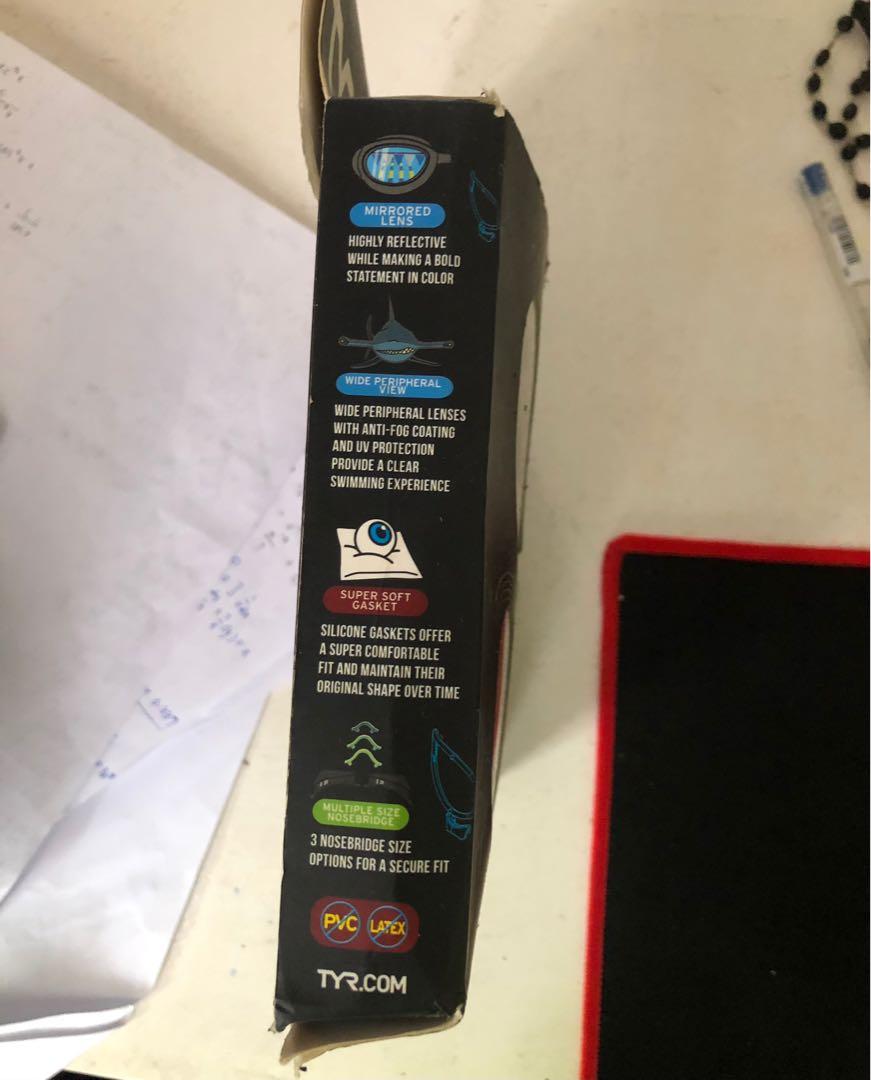 MIRRORED
LENS
HIGHLY REFLECTIVE
WHILE MAKING A BOLD
STATEMENT IN COLOR
WIDE PERIPHERAL
VIEW
WIDE PERIPHERAL LENSES
WITH ANTI-FOG COATING
AND UV PROTECTION
PROVIDE A CLEAR
SWIMMING EXPERIENCE
SUPER SOFT
GASKET
SILICONE GASKETS OFFER
A SUPER COMFORTABLE
FIT AND MAINTAIN THEIR
ORIGINAL SHAPE OVER TIME
MULTIPLE SIZE
NOSEBRIDGE
3 NOSEBRIDGE SIZE
OPTIONS FOR A SECURE FIT
PVC LATEX
TYR.COM